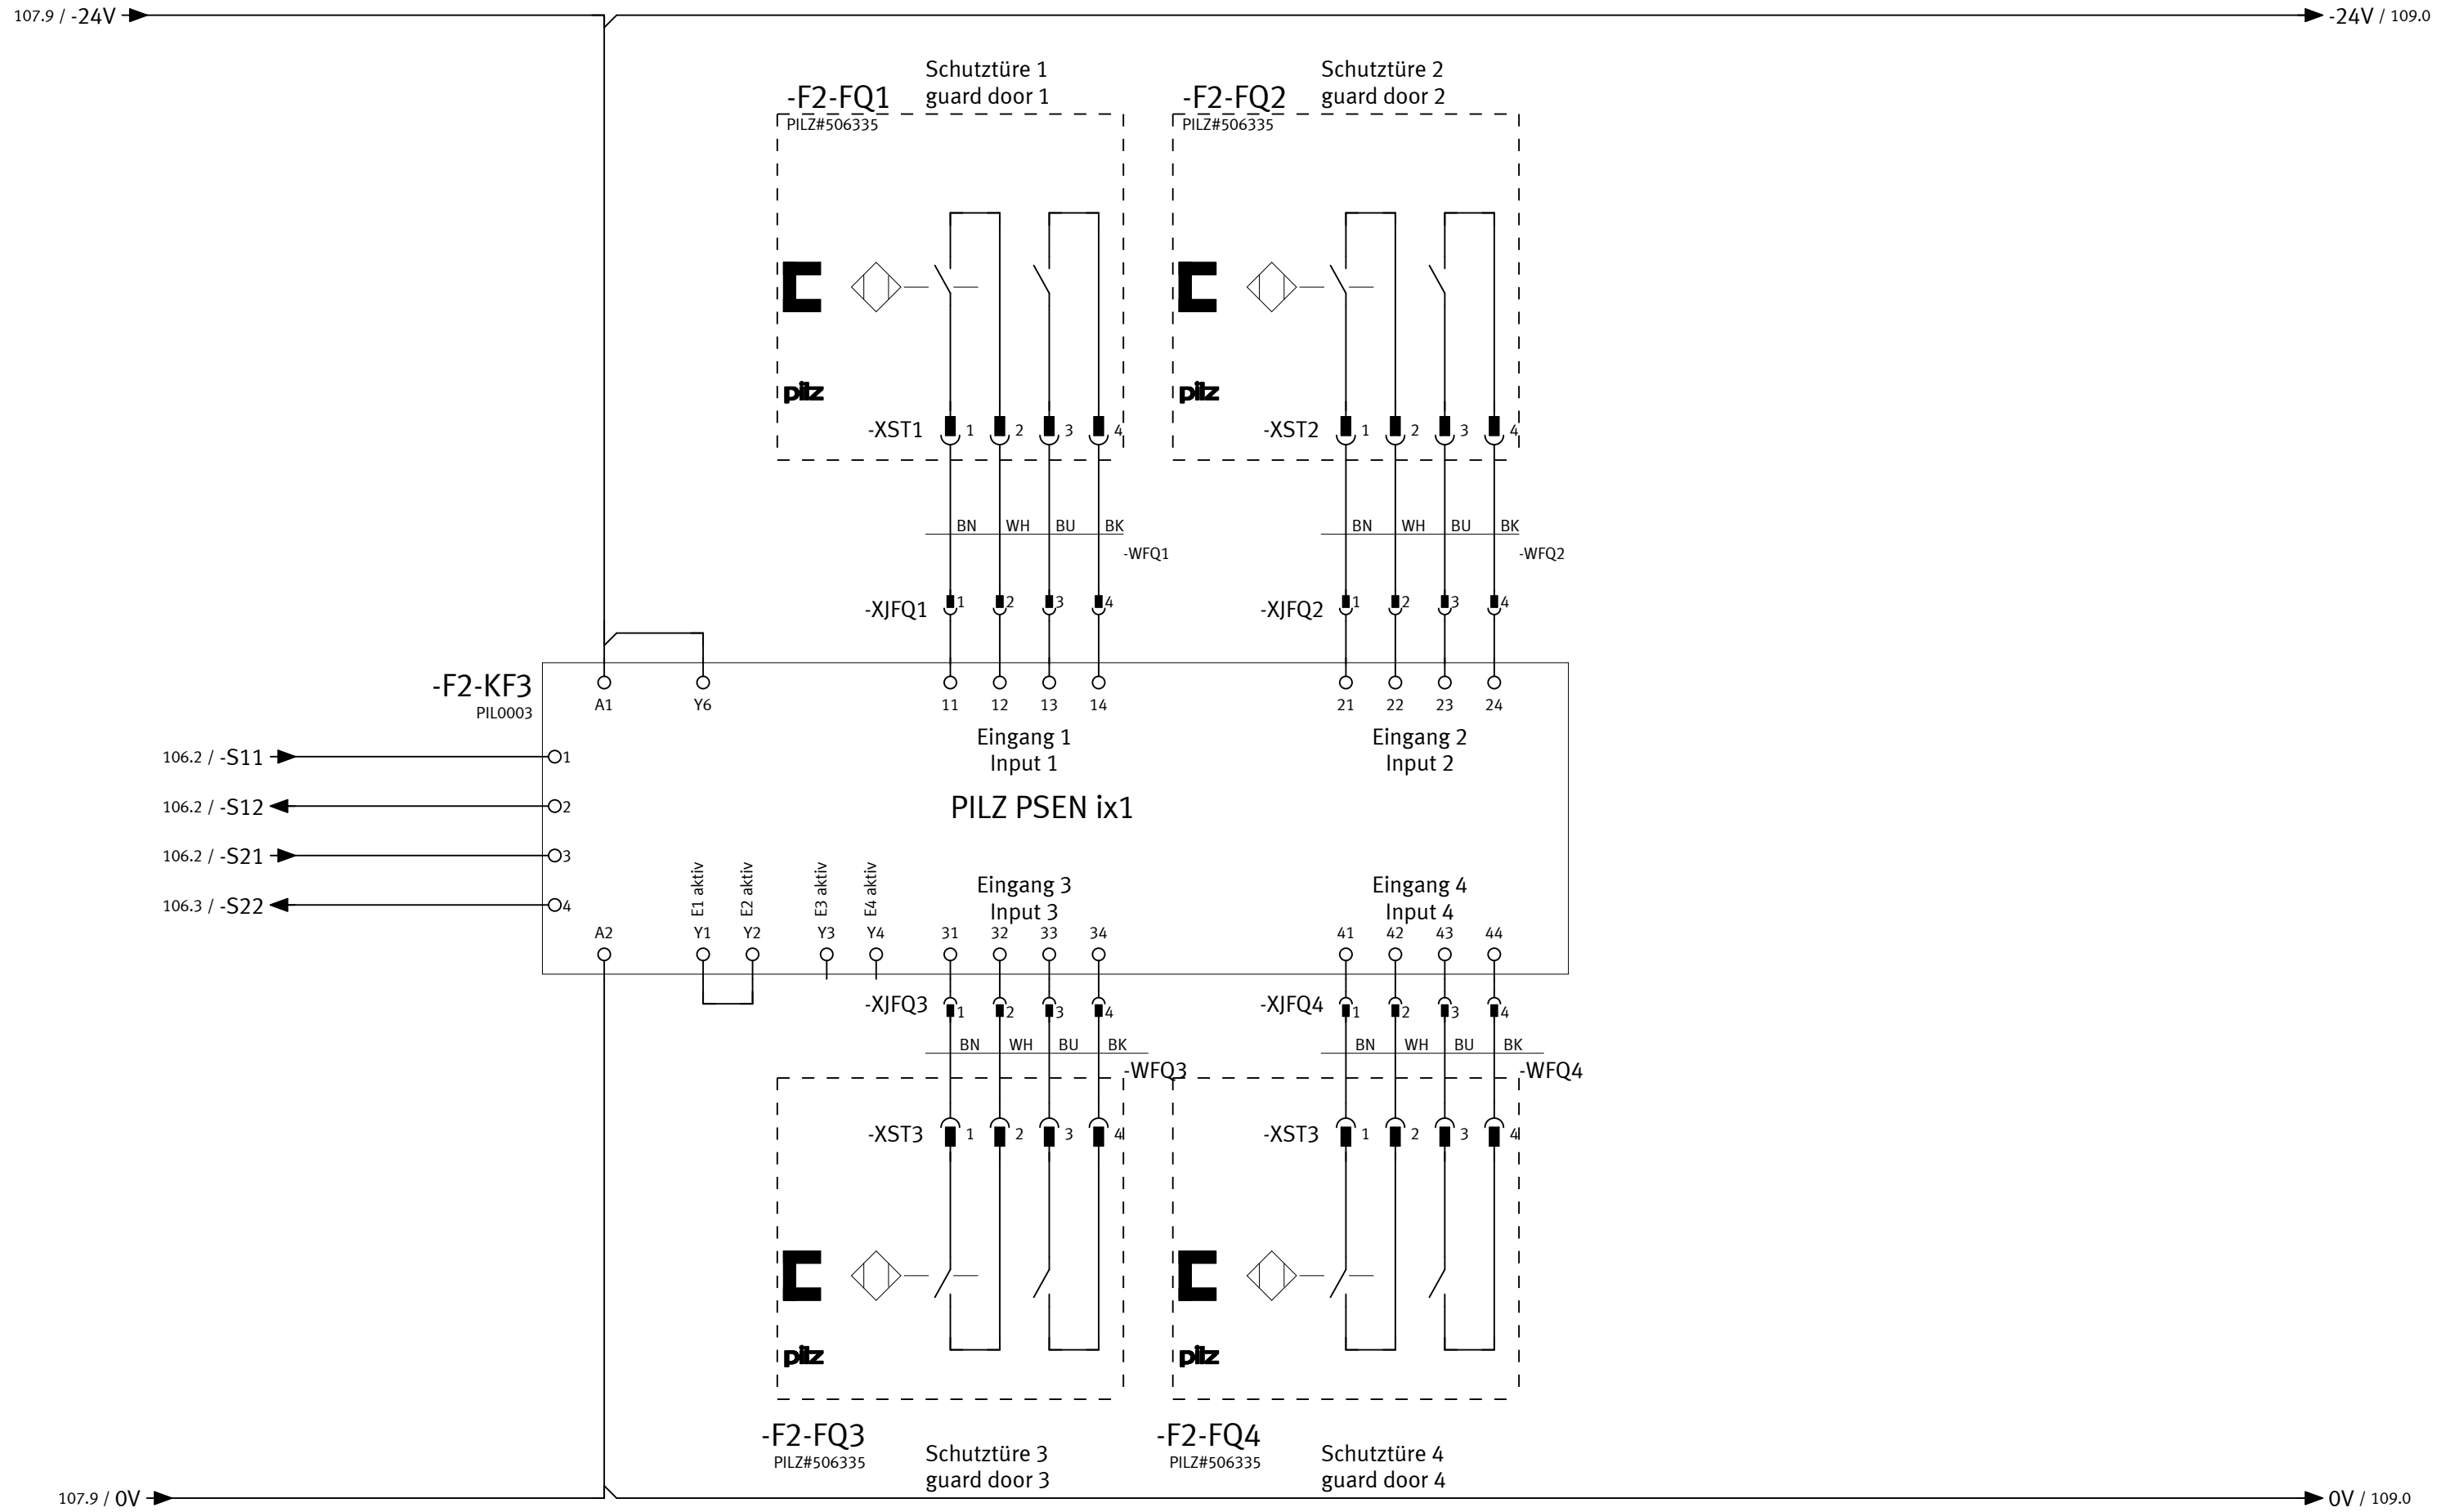 107.9 / -24V
-24V / 109.0
Schutztüre 1
guard door 1
-F2-FQ1
PILZ#506335
Schutztüre 2
guard door 2
-F2-FQ2
PILZ#506335
pilz
pilz
-XST1 1 2 3 4
-XST2 1 2 3 4
BN WH BU BK
-WFQ1
BN WH BU BK
-WFQ2
-XJFQ1 1 2 3 4
-XJFQ2 1 2 3 4
-F2-KF3
PIL0003
A1 Y6 11 12 13 14 21 22 23 24
Eingang 1
Input 1
Eingang 2
Input 2
106.2 / -S11 1
106.2 / -S12 2
106.2 / -S21 3
106.3 / -S22 4
PILZ PSEN ix1
E1 aktiv
E2 aktiv
E3 aktiv
E4 aktiv
Eingang 3
Input 3
Eingang 4
Input 4
A2 Y1 Y2 Y3 Y4 31 32 33 34 41 42 43 44
-XJFQ3 1 2 3 4
-XJFQ4 1 2 3 4
BN WH BU BK
-WFQ3
BN WH BU BK
-WFQ4
-XST3 1 2 3 4
-XST3 1 2 3 4
pilz
pilz
-F2-FQ3
PILZ#506335
Schutztüre 3
guard door 3
-F2-FQ4
PILZ#506335
Schutztüre 4
guard door 4
107.9 / 0V
0V / 109.0